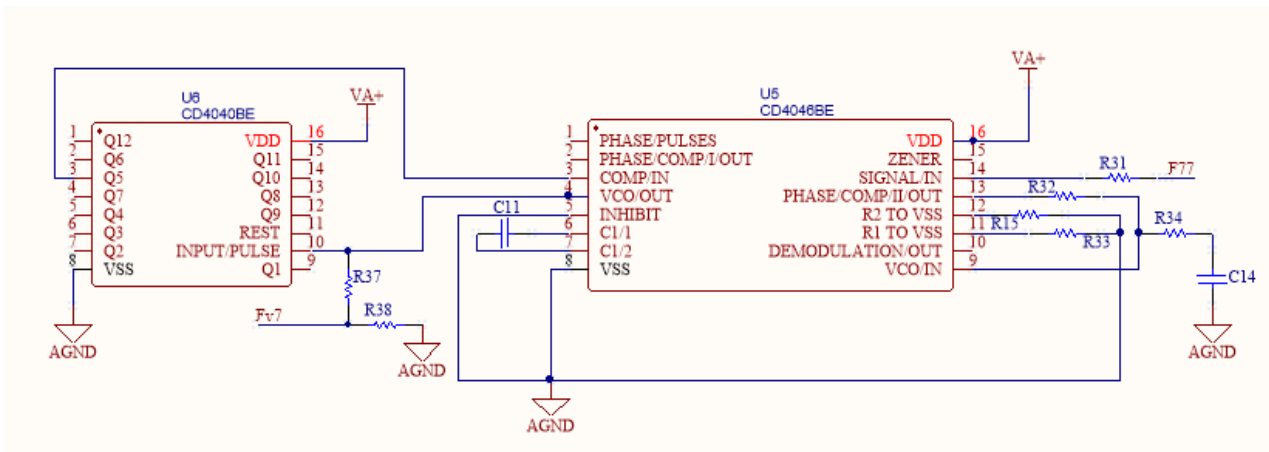 U6
CD4040BE
VA+
1 Q12
2 Q6
3 Q5
4 Q7
5 Q4
6 Q3
7 Q2
8 VSS
VDD 16
Q11 15
Q10 14
Q8 13
Q9 12
REST 11
INPUT/PULSE 10
Q1 9
AGND
R37
Fv7
R38
AGND
C11
U5
CD4046BE
VA+
1 PHASE/PULSES
2 PHASE/COMP/I/OUT
3 COMP/IN
4 VCO/OUT
5 INHIBIT
6 C1/1
7 C1/2
8 VSS
VDD 16
ZENER 15
SIGNAL/IN 14
PHASE/COMP/II/OUT 13
R2 TO VSS 12
R1 TO VSS 11
DEMODULATION/OUT 10
VCO/IN 9
R31
F77
R32
R15
R33
R34
C14
AGND
AGND